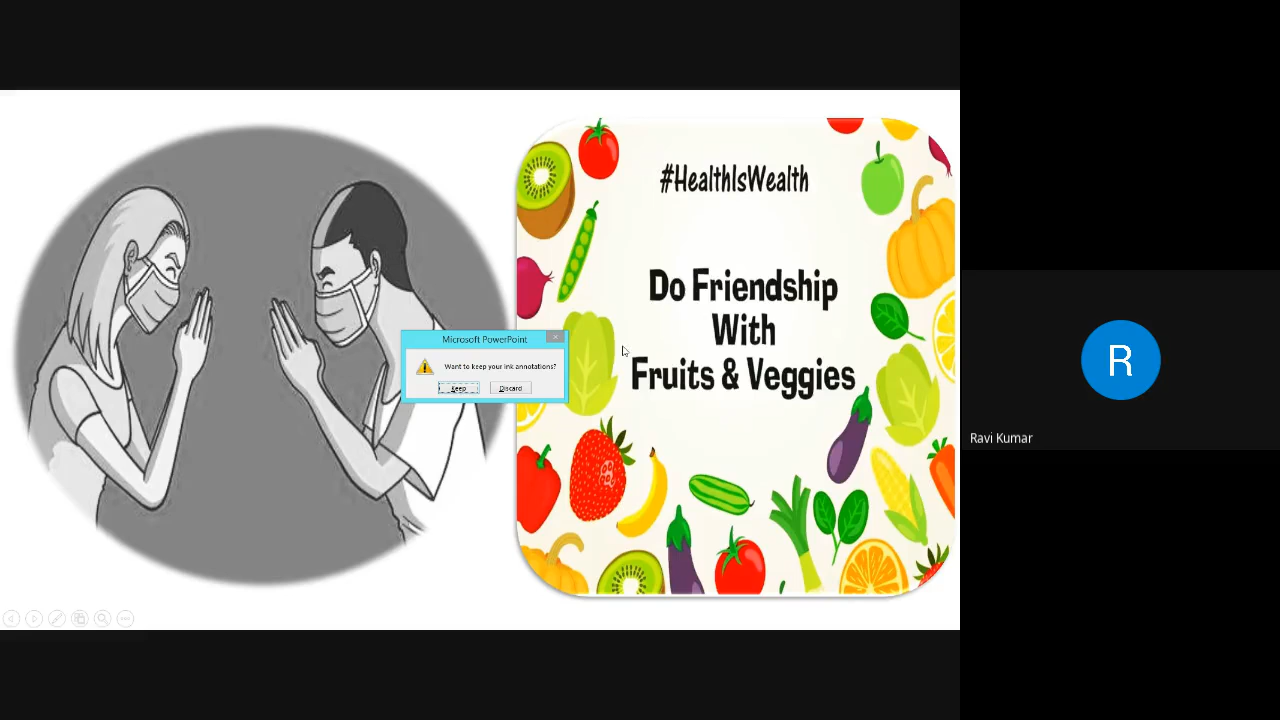 #HealthIsWealth
Do Friendship
With
Fruits & Veggies
Microsoft PowerPoint
Want to keep your ink annotations?
Keep
Discard
R
Ravi Kumar